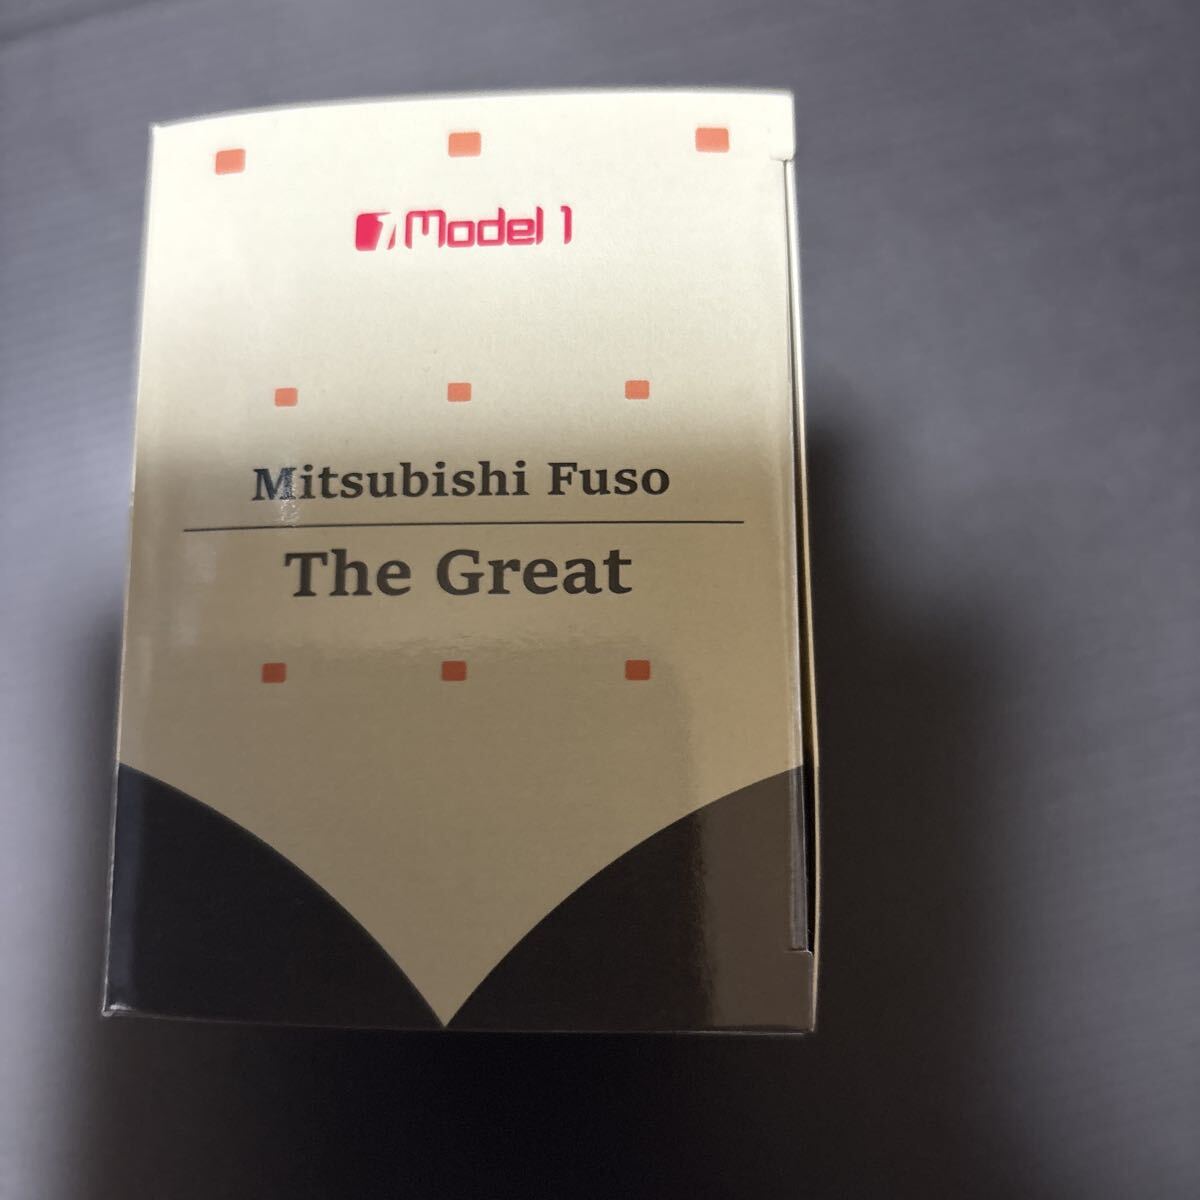 Model 1
Mitsubishi Fuso
The Great